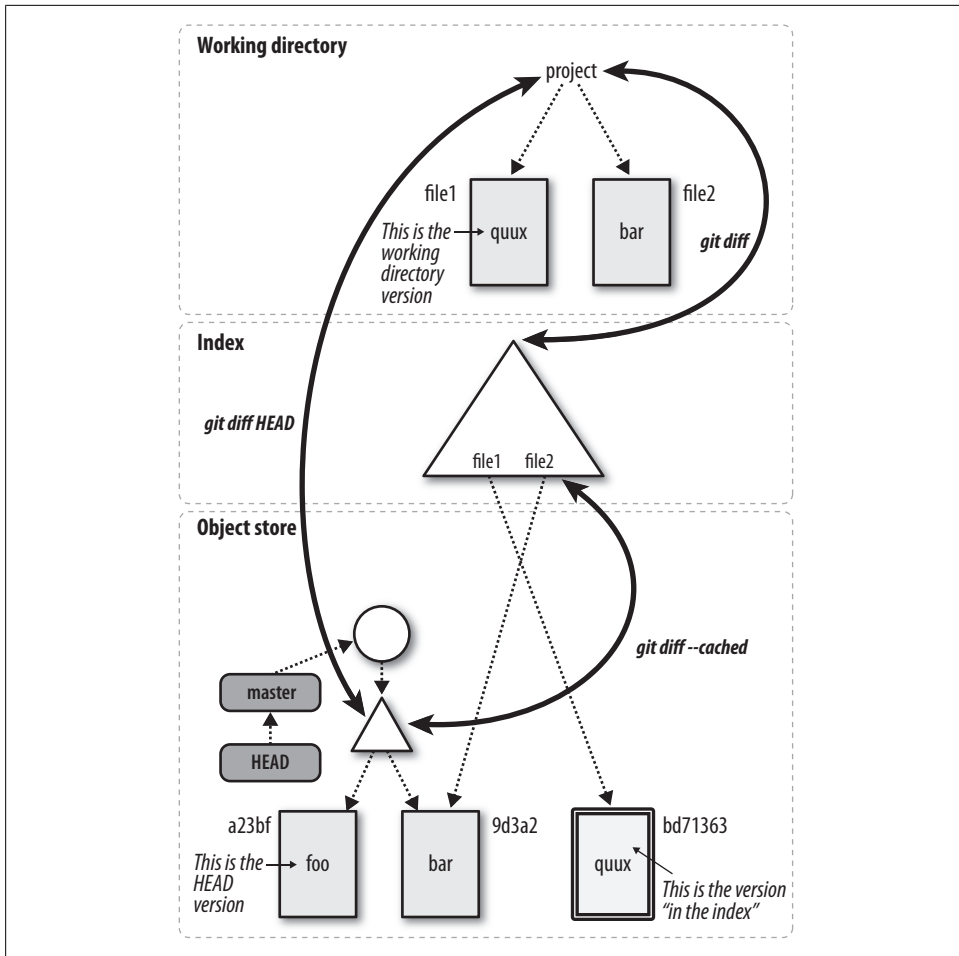 Working directory
project
file1
file2
This is the
working
directory
version
quux
bar
git diff
Index
git diff HEAD
file1 file2
Object store
git diff --cached
master
HEAD
a23bf
9d3a2
bd71363
This is the
HEAD
version
foo
bar
quux
This is the version
“in the index”